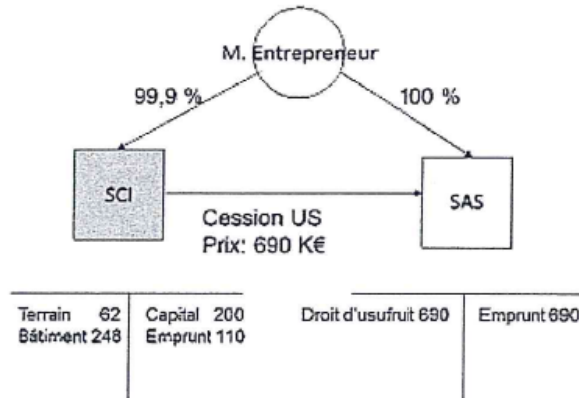 M. Entrepreneur
99,9 %
100 %
SCI
SAS
Cession US
Prix: 690 K€
Terrain 62
Bâtiment 248
Capital 200
Emprunt 110
Droit d'usufruit 690
Emprunt 690